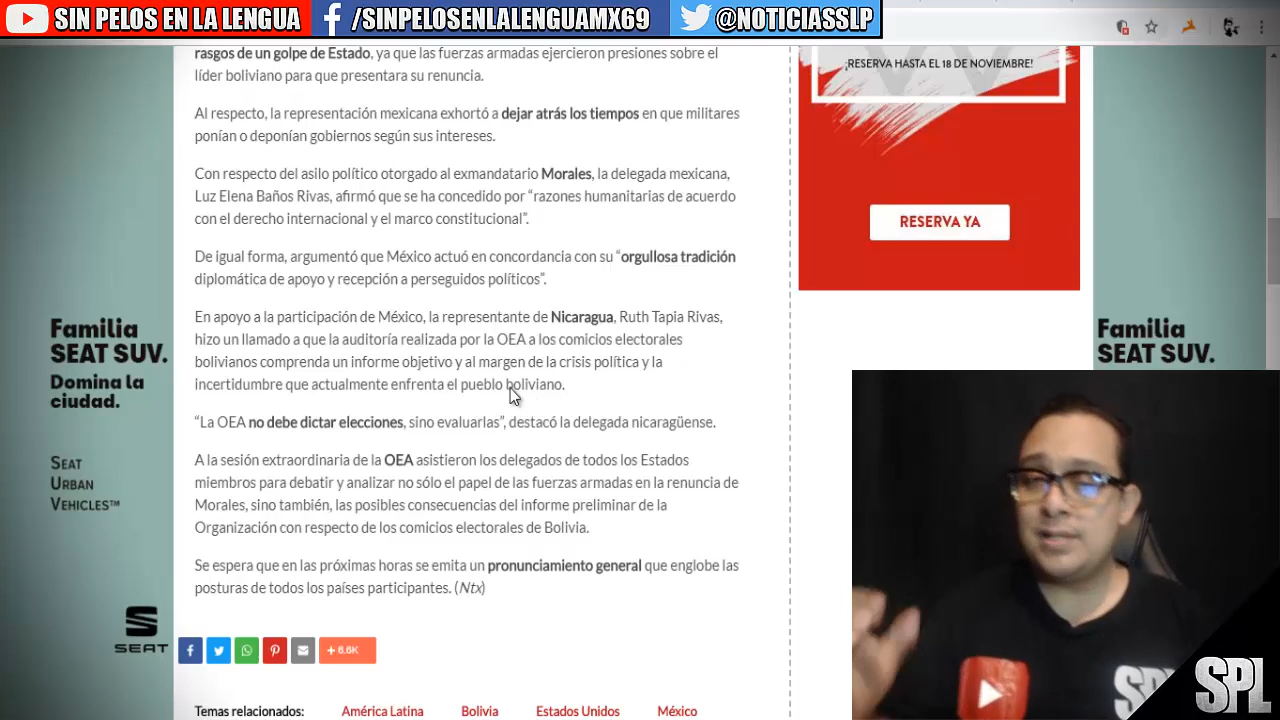 SIN PELOS EN LA LENGUA
/SINPELOSENLALENGUAMX69
@NOTICIASSLP
rasgos de un golpe de Estado, ya que las fuerzas armadas ejercieron presiones sobre el
líder boliviano para que presentara su renuncia.
Al respecto, la representación mexicana exhortó a dejar atrás los tiempos en que militares
ponían o deponían gobiernos según sus intereses.
Con respecto del asilo político otorgado al exmandatario Morales, la delegada mexicana,
Luz Elena Baños Rivas, afirmó que se ha concedido por “razones humanitarias de acuerdo
con el derecho internacional y el marco constitucional”.
De igual forma, argumentó que México actuó en concordancia con su “orgullosa tradición
diplomática de apoyo y recepción a perseguidos políticos”.
En apoyo a la participación de México, la representante de Nicaragua, Ruth Tapia Rivas,
hizo un llamado a que la auditoría realizada por la OEA a los comicios electorales
bolivianos comprenda un informe objetivo y al margen de la crisis política y la
incertidumbre que actualmente enfrenta el pueblo boliviano.
“La OEA no debe dictar elecciones, sino evaluarlas”, destacó la delegada nicaragüense.
A la sesión extraordinaria de la OEA asistieron los delegados de todos los Estados
miembros para debatir y analizar no sólo el papel de las fuerzas armadas en la renuncia de
Morales, sino también, las posibles consecuencias del informe preliminar de la
Organización con respecto de los comicios electorales de Bolivia.
Se espera que en las próximas horas se emita un pronunciamiento general que englobe las
posturas de todos los países participantes. (Ntx)
+ 6.6K
Temas relacionados: América Latina Bolivia Estados Unidos México
¡RESERVA HASTA EL 18 DE NOVIEMBRE!
RESERVA YA
Familia
SEAT SUV.
Domina la
ciudad.
SEAT
URBAN
VEHICLES™
SEAT
Familia
SEAT SUV.
SPL
SPL